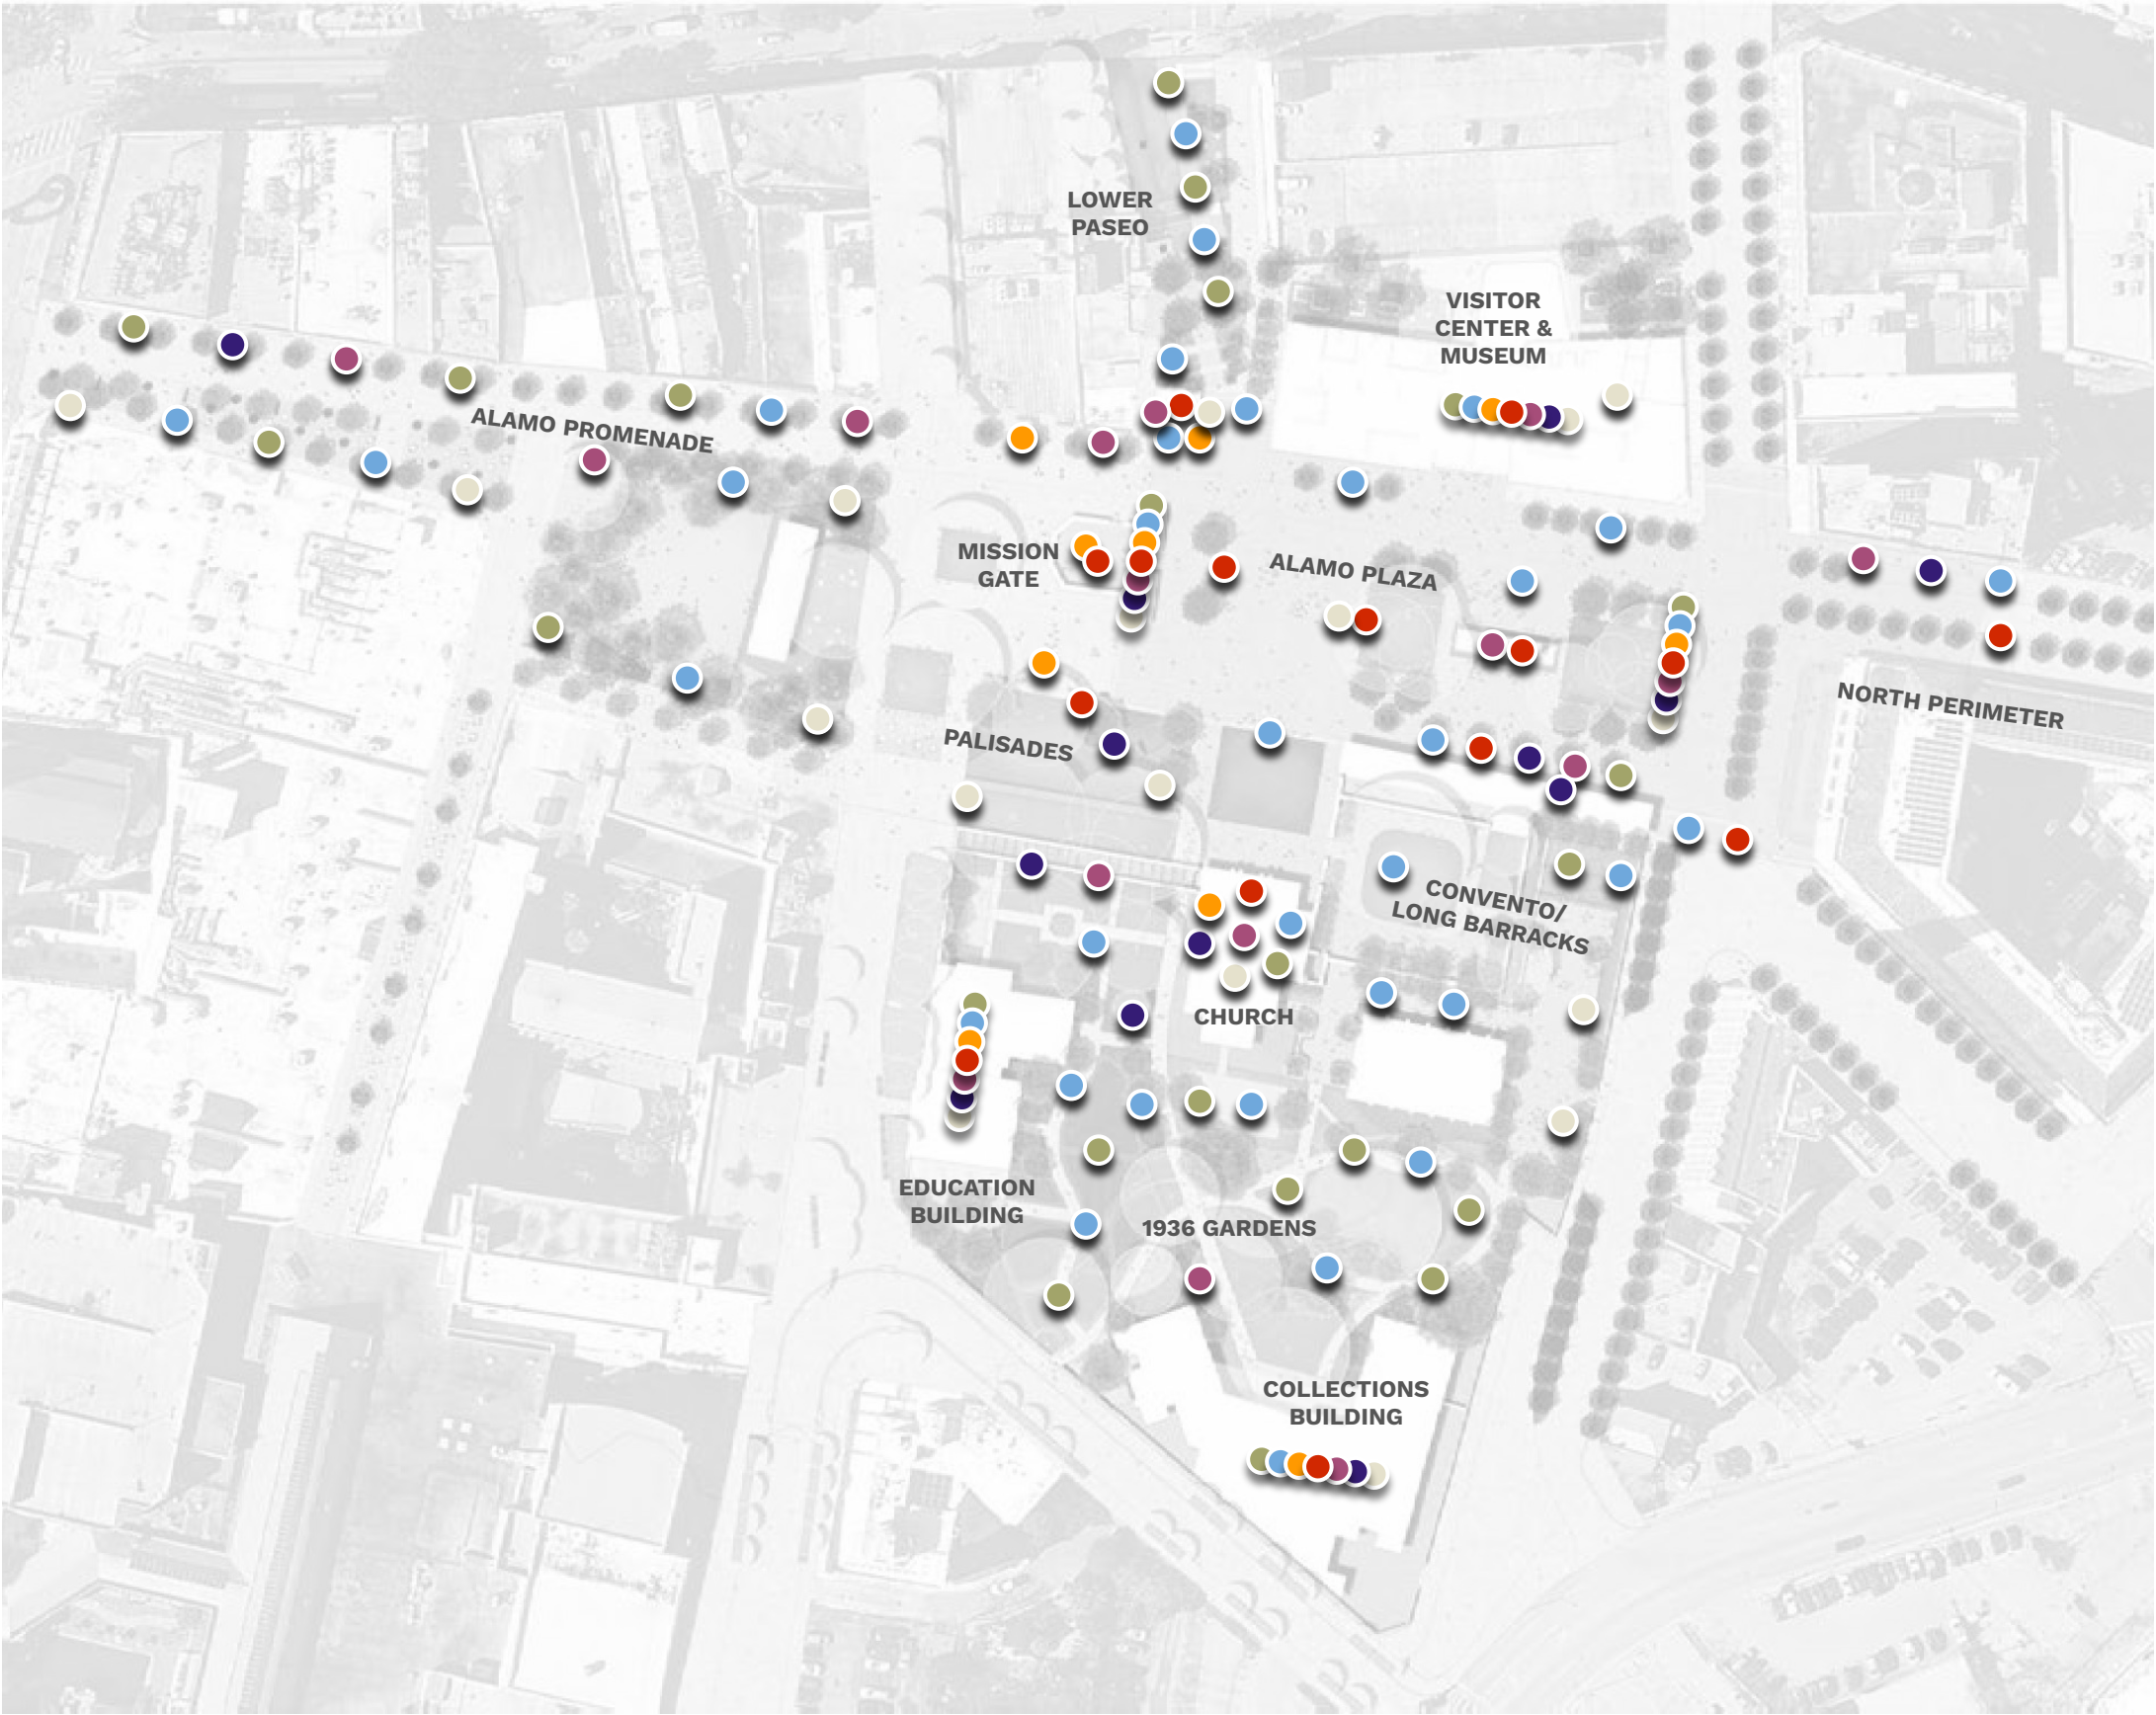 LOWER
PASEO
VISITOR
CENTER &
MUSEUM
ALAMO PROMENADE
MISSION
GATE
ALAMO PLAZA
NORTH PERIMETER
PALISADES
CONVENTO/
LONG BARRACKS
CHURCH
EDUCATION
BUILDING
1936 GARDENS
COLLECTIONS
BUILDING